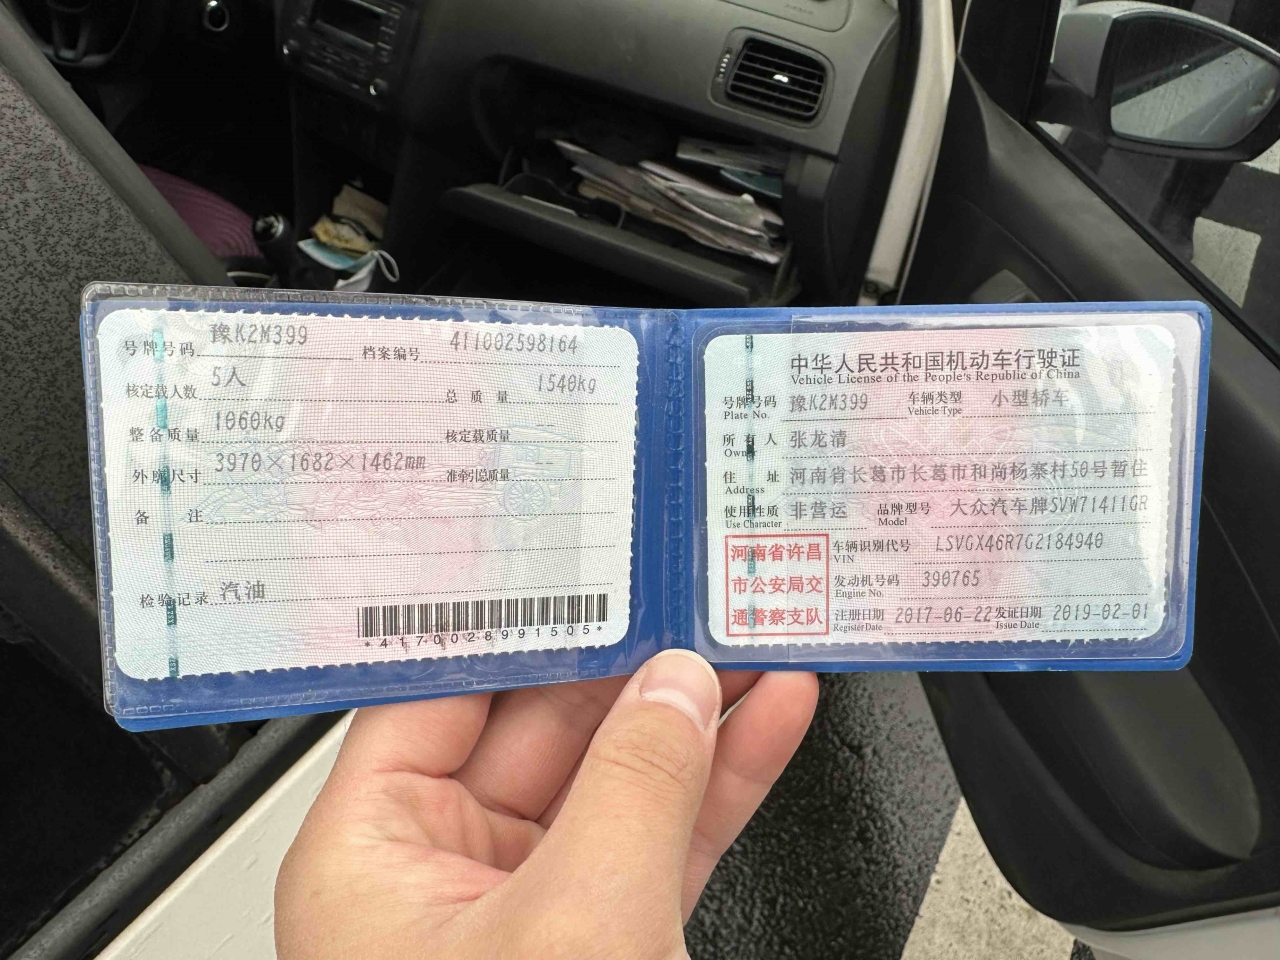 号牌号码 豫K2M399 档案编号 411002598164
核定载人数 5人 总质量 1540kg
整备质量 1060kg 核定载质量 --
外廓尺寸 3970×1682×1462mm 准牵引总质量 --
备注
检验记录 汽油
*4170028991505*
中华人民共和国机动车行驶证
Vehicle License of the People's Republic of China
号牌号码 豫K2M399 车辆类型 小型轿车
Plate No. Vehicle Type
所有人 张龙清
Owner
住址 河南省长葛市长葛市和尚杨寨村50号暂住
Address
使用性质 非营运 品牌型号 大众汽车牌SVW71411GR
Use Character Model
河南省许昌
市公安局交
通警察支队
车辆识别代号 LSVGX46R7G2184940
VIN
发动机号码 390765
Engine No.
注册日期 2017-06-22 发证日期 2019-02-01
Register Date Issue Date